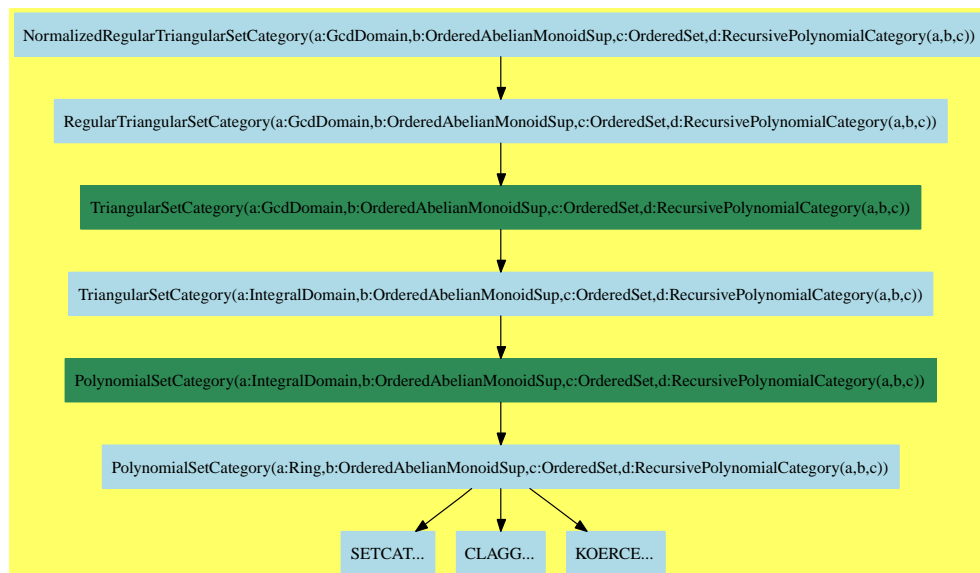 NormalizedRegularTriangularSetCategory(a:GcdDomain,b:OrderedAbelianMonoidSup,c:OrderedSet,d:RecursivePolynomialCategory(a,b,c))
RegularTriangularSetCategory(a:GcdDomain,b:OrderedAbelianMonoidSup,c:OrderedSet,d:RecursivePolynomialCategory(a,b,c))
TriangularSetCategory(a:GcdDomain,b:OrderedAbelianMonoidSup,c:OrderedSet,d:RecursivePolynomialCategory(a,b,c))
TriangularSetCategory(a:IntegralDomain,b:OrderedAbelianMonoidSup,c:OrderedSet,d:RecursivePolynomialCategory(a,b,c))
PolynomialSetCategory(a:IntegralDomain,b:OrderedAbelianMonoidSup,c:OrderedSet,d:RecursivePolynomialCategory(a,b,c))
PolynomialSetCategory(a:Ring,b:OrderedAbelianMonoidSup,c:OrderedSet,d:RecursivePolynomialCategory(a,b,c))
SETCAT... CLAGG... KOERCE...